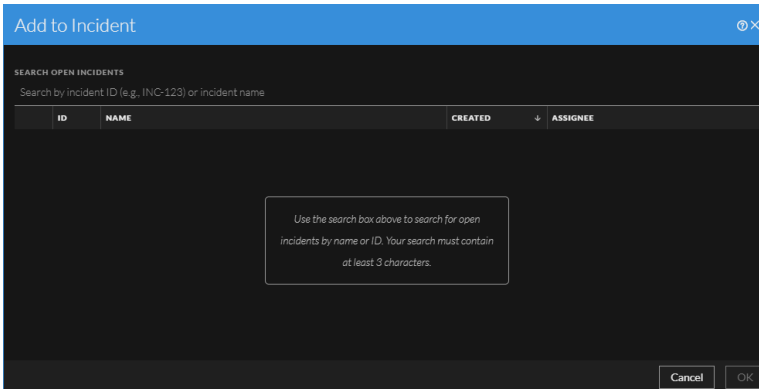 Add to Incident
SEARCH OPEN INCIDENTS
Search by incident ID (e.g., INC-123) or incident name
ID NAME CREATED ASSIGNEE
Use the search box above to search for open
incidents by name or ID. Your search must contain
at least 3 characters.
Cancel OK